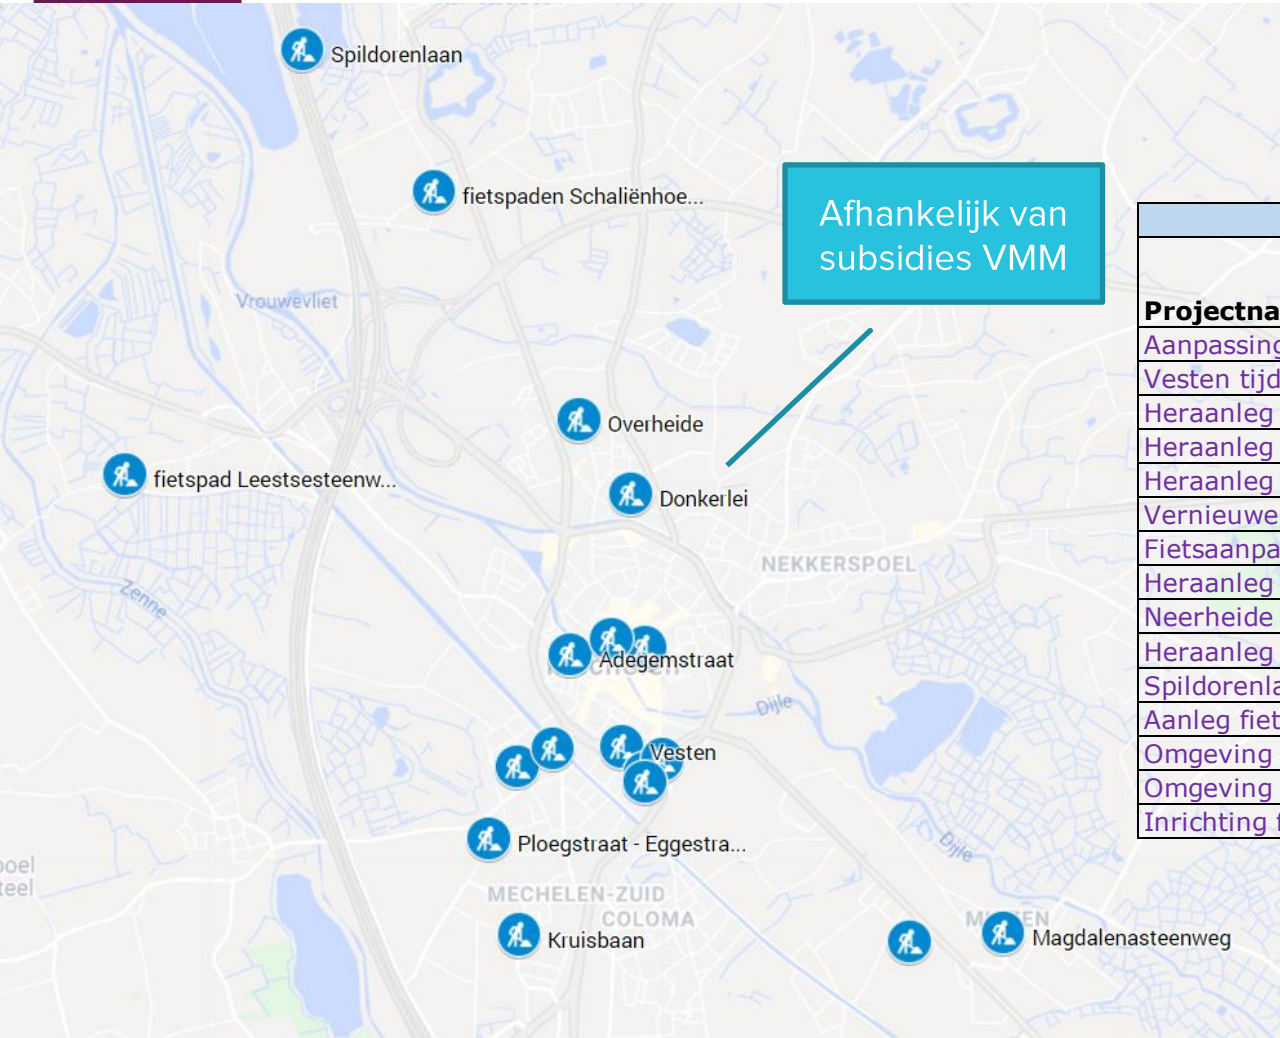 Spildorenlaan
fietspaden Schaliënhoe...
Afhankelijk van
subsidies VMM
Vrouwevliet
Overheide
fietspad Leestsesteenw...
Donkerlei
NEKKERSPOEL
Zenne
Adegemstraat
Dijle
Vesten
Ploegstraat - Eggestra...
Dijle
MECHELEN-ZUID
COLOMA
Kruisbaan
Magdalenasteenweg
Projectna
Aanpassing
Vesten tijd
Heraanleg
Heraanleg
Heraanleg
Vernieuwe
Fietsaanpa
Heraanleg
Neerheide
Heraanleg
Spildorenla
Aanleg fiet
Omgeving
Omgeving
Inrichting f